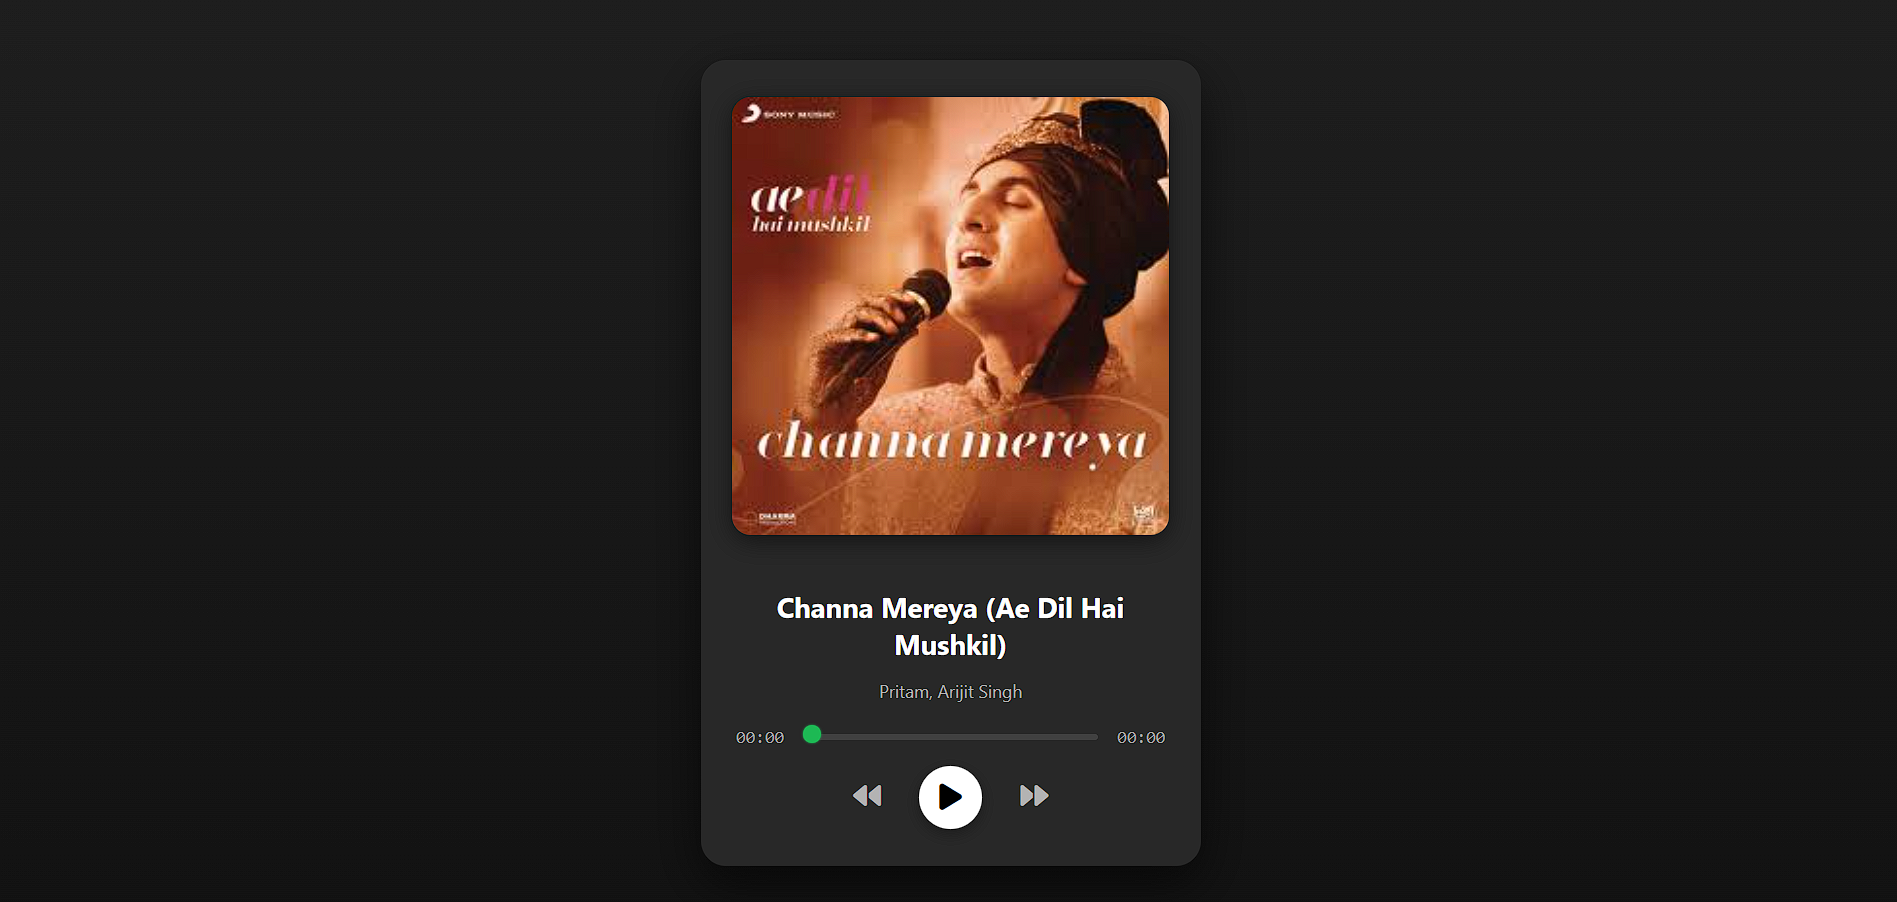 SONY MUSIC
ae dil
hai mushkil
channa mereya
DHARMA
Channa Mereya (Ae Dil Hai
Mushkil)
Pritam, Arijit Singh
00:00
00:00